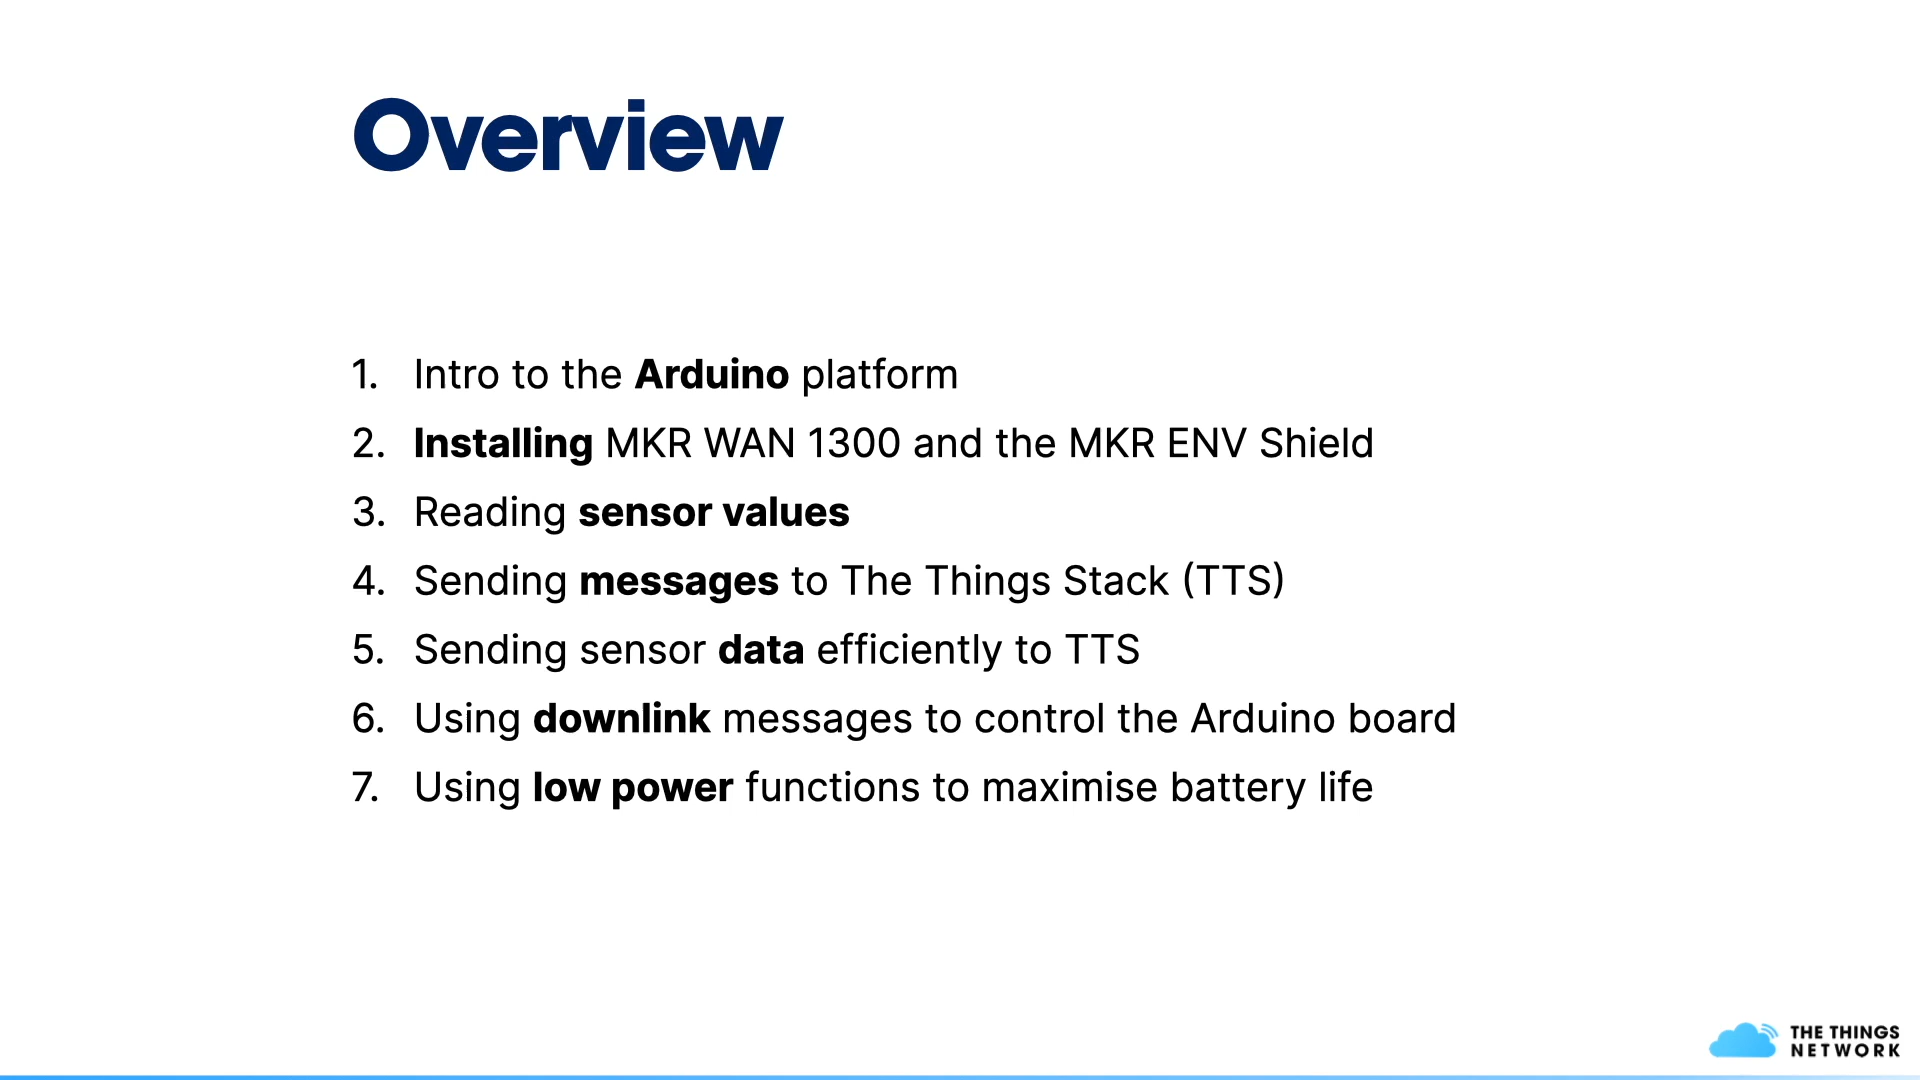 Overview
1. Intro to the Arduino platform
2. Installing MKR WAN 1300 and the MKR ENV Shield
3. Reading sensor values
4. Sending messages to The Things Stack (TTS)
5. Sending sensor data efficiently to TTS
6. Using downlink messages to control the Arduino board
7. Using low power functions to maximise battery life
THE THINGS
NETWORK